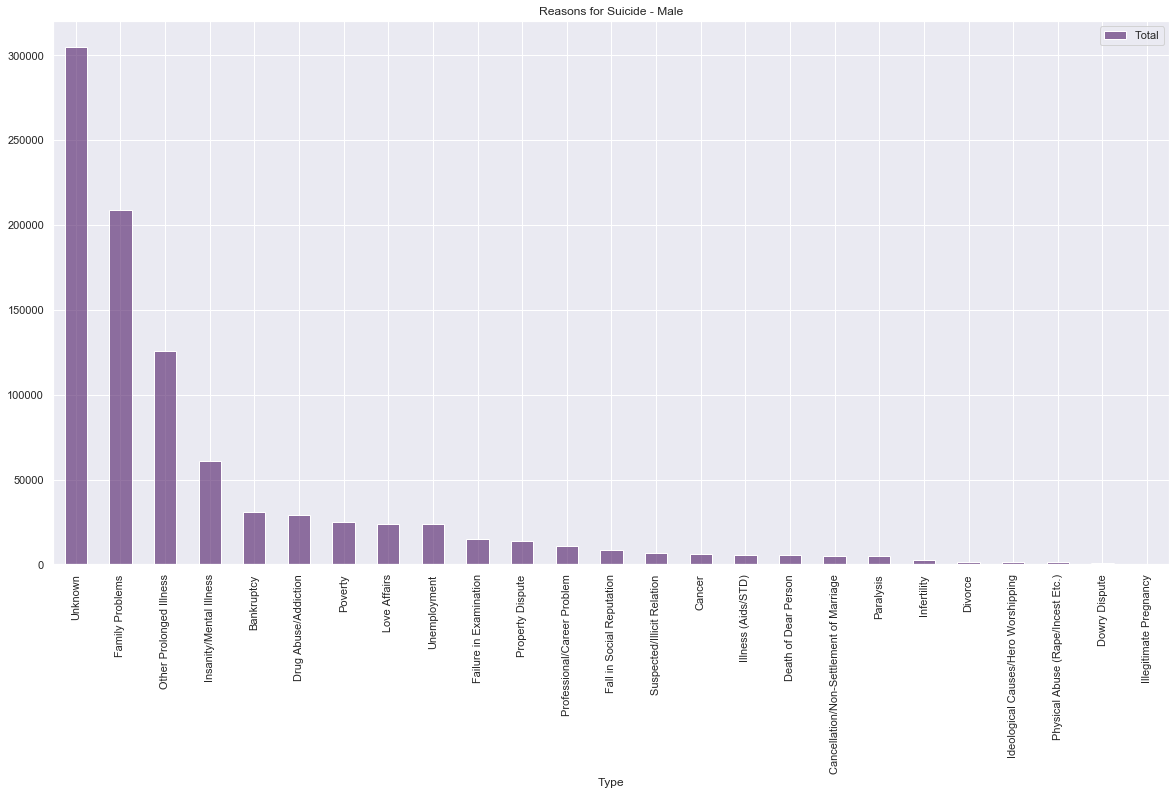 Reasons for Suicide - Male
Total
300000
250000
200000
150000
100000
50000
0
Unknown
Family Problems
Other Prolonged Illness
Insanity/Mental Illness
Bankruptcy
Drug Abuse/Addiction
Poverty
Love Affairs
Unemployment
Failure in Examination
Property Dispute
Professional/Career Problem
Fall in Social Reputation
Suspected/Illicit Relation
Cancer
Illness (Aids/STD)
Death of Dear Person
Cancellation/Non-Settlement of Marriage
Paralysis
Infertility
Divorce
Ideological Causes/Hero Worshipping
Physical Abuse (Rape/Incest Etc.)
Dowry Dispute
Illegitimate Pregnancy
Type